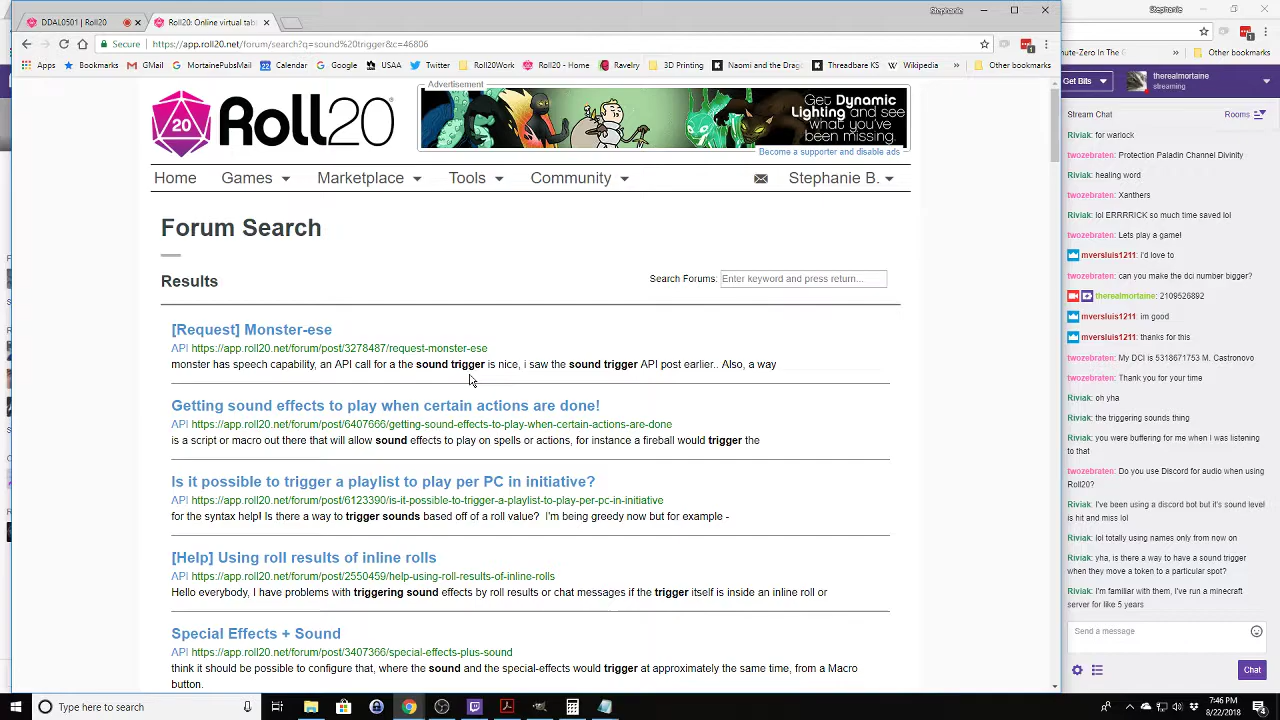 Stephanie
DDAL0501 | Roll20
Roll20: Online virtual tab
Secure
https://app.roll20.net/forum/search?q=sound%20trigger&c=46806
Apps
Bookmarks
GMail
MortainePubsMail
Calendar
Google
USAA
Twitter
Roll20Work
Roll20 - Home
Ravelry
3D Printing
Naomi and the Drag
Threadbare KS
Wikipedia
»
Other bookmarks
Advertisement
20
Roll20
Get Dynamic
Lighting and see
what you've
been missing.
Become a supporter and disable ads
Home
Games
Marketplace
Tools
Community
Stephanie B.
Forum Search
Results
Search Forums:
Enter keyword and press return...
[Request] Monster-ese
API https://app.roll20.net/forum/post/3278487/request-monster-ese
monster has speech capability, an API call for a the sound trigger is nice, i saw the sound trigger API post earlier.. Also, a way
Getting sound effects to play when certain actions are done!
API https://app.roll20.net/forum/post/6407666/getting-sound-effects-to-play-when-certain-actions-are-done
is a script or macro out there that will allow sound effects to play on spells or actions, for instance a fireball would trigger the
Is it possible to trigger a playlist to play per PC in initiative?
API https://app.roll20.net/forum/post/6123390/is-it-possible-to-trigger-a-playlist-to-play-per-pc-in-initiative
for the syntax help! Is there a way to trigger sounds based off of a roll value? I'm being greedy now but for example -
[Help] Using roll results of inline rolls
API https://app.roll20.net/forum/post/2550459/help-using-roll-results-of-inline-rolls
Hello everybody, I have problems with triggering sound effects by roll results or chat messages if the trigger itself is inside an inline roll or
Special Effects + Sound
API https://app.roll20.net/forum/post/3407366/special-effects-plus-sound
think it should be possible to configure that, where the sound and the special-effects would trigger at approximately the same time, from a Macro
button.
Stephanie
ute-Zero In The E
»
Other bookmarks
Get Bits
therealmortaine
streaming
Stream Chat
Rooms
Riviak: for warlock
twozebraten: Protection Paladin Channel Divinity
Riviak: healing word
twozebraten: Xanthers
Riviak: lol ERRRRICK so much time saved lol
twozebraten: Lets play a game!
mversluis1211: i'd love to
twozebraten: can you make the dci number bigger?
therealmortaine: 2109526892
mversluis1211: im good
mversluis1211: thanks for this
twozebraten: My DCI is 5318671753 M. Castronovo
twozebraten: Thank you for your time
Riviak: oh yha
Riviak: the triggering sounds thing
Riviak: you were buffering for me when I was listening
to that
twozebraten: Do you use Discord for audio when using
Roll20?
Riviak: I've been using a discord bot but it's sound level
is hit and miss lol
Riviak: lol totally using names only from now on
Riviak: yha, is there a way to have a sound trigger
when they move a token to a particular spot?
Riviak: I'm familiar with them, I've run a minecraft
server for like 5 years
Send a message
Chat
Type here to search
7:46 PM
8/22/2018